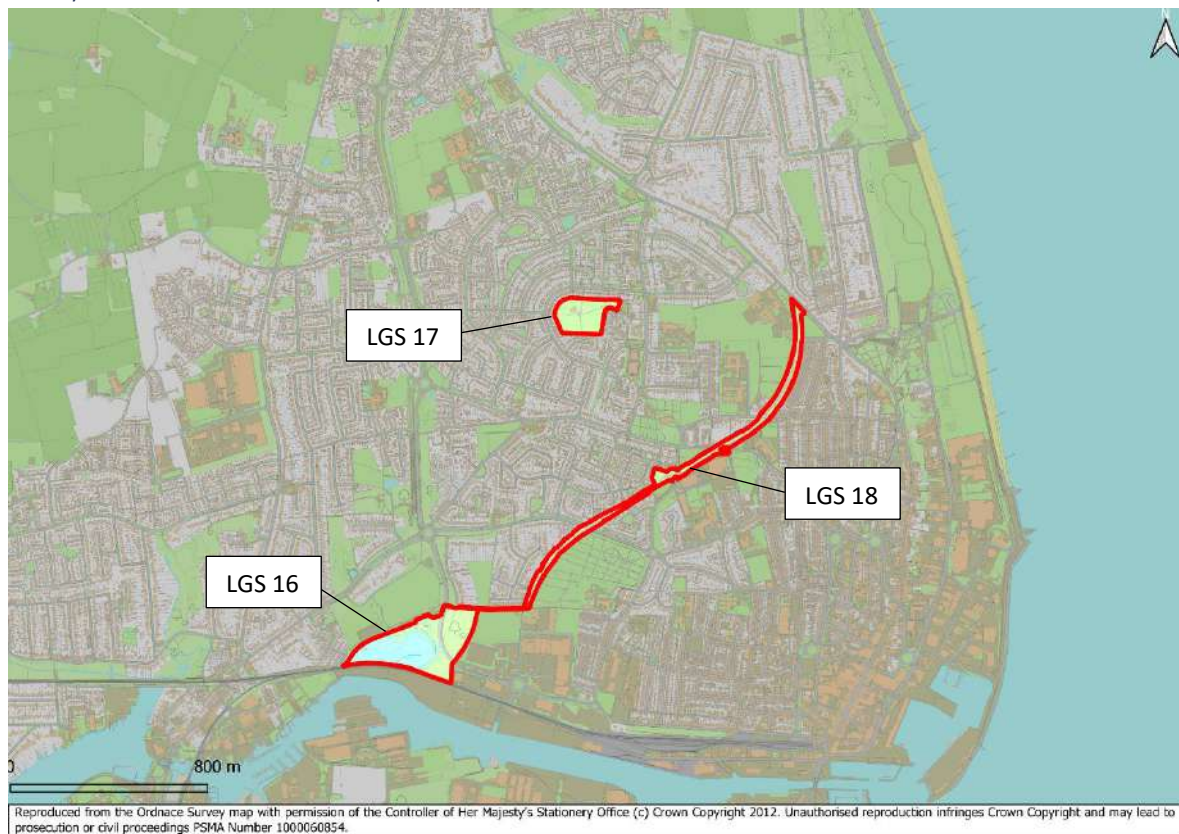 N
LGS 17
LGS 18
LGS 16
0
800 m
Reproduced from the Ordnace Survey map with permission of the Controller of Her Majesty's Stationery Office (c) Crown Copyright 2012. Unauthorised reproduction infringes Crown Copyright and may lead to
prosecution or civil proceedings PSMA Number 1000060854.